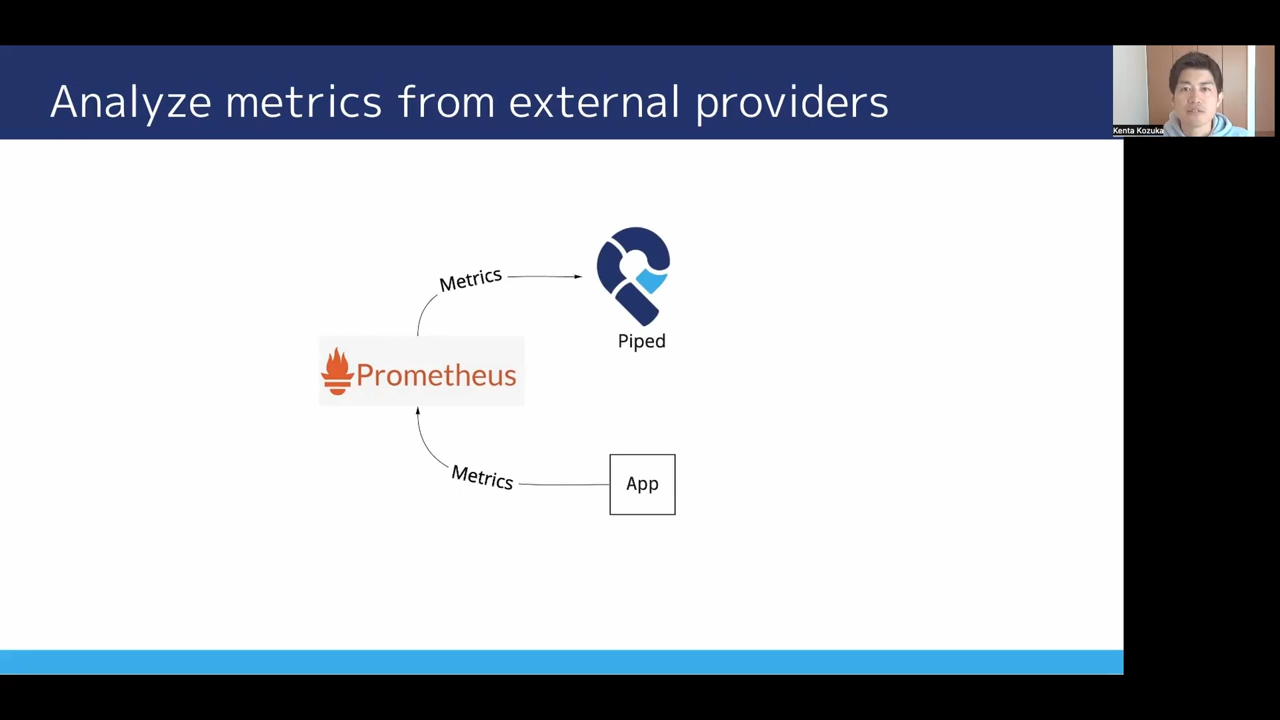 Analyze metrics from external providers
Kenta Kozuka
Metrics
Piped
Prometheus
Metrics
App